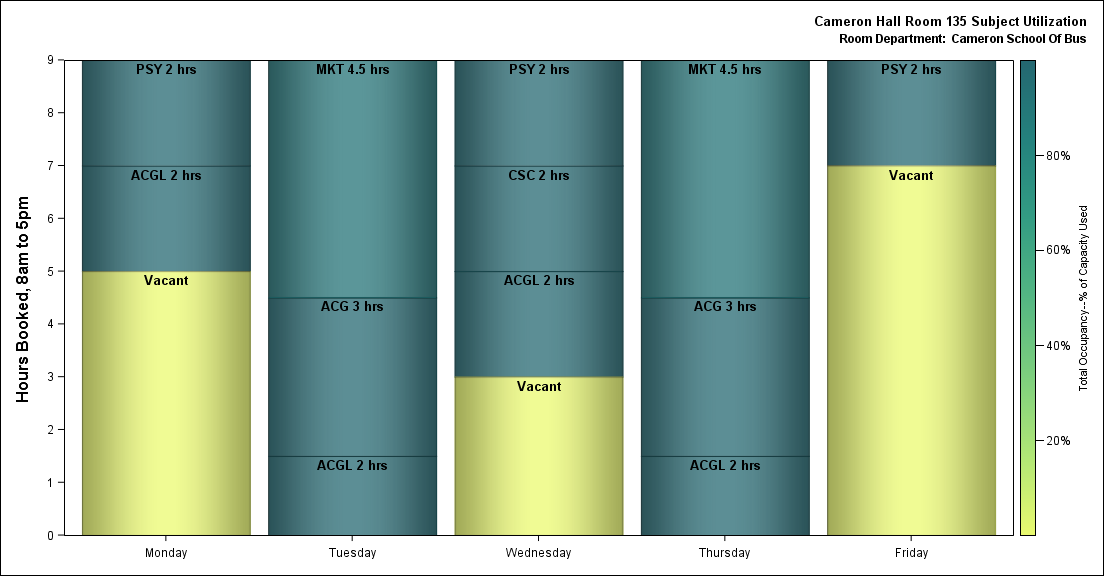 Cameron Hall Room 135 Subject Utilization
Room Department: Cameron School Of Bus
Hours Booked, 8am to 5pm
9
8
7
6
5
4
3
2
1
0
PSY 2 hrs
ACGL 2 hrs
Vacant
MKT 4.5 hrs
ACG 3 hrs
ACGL 2 hrs
PSY 2 hrs
CSC 2 hrs
ACGL 2 hrs
Vacant
MKT 4.5 hrs
ACG 3 hrs
ACGL 2 hrs
PSY 2 hrs
Vacant
Monday
Tuesday
Wednesday
Thursday
Friday
80%
60%
40%
20%
Total Occupancy--% of Capacity Used